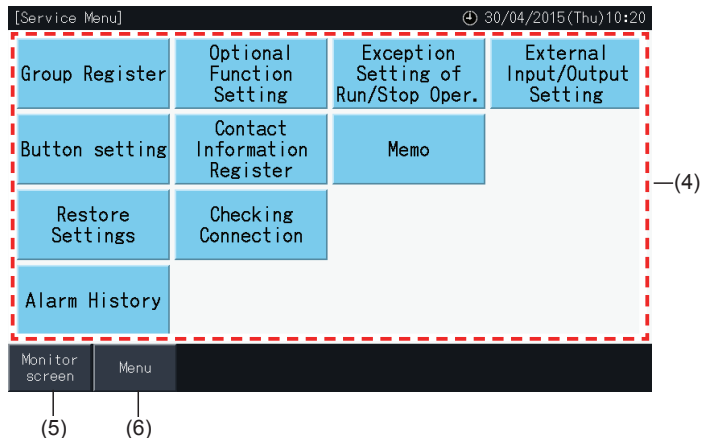 [Service Menu]
30/04/2015(Thu)10:20
Group Register
Optional
Function
Setting
Exception
Setting of
Run/Stop Oper.
External
Input/Output
Setting
Button setting
Contact
Information
Register
Memo
(4)
Restore
Settings
Checking
Connection
Alarm History
Monitor
screen
Menu
(5)
(6)